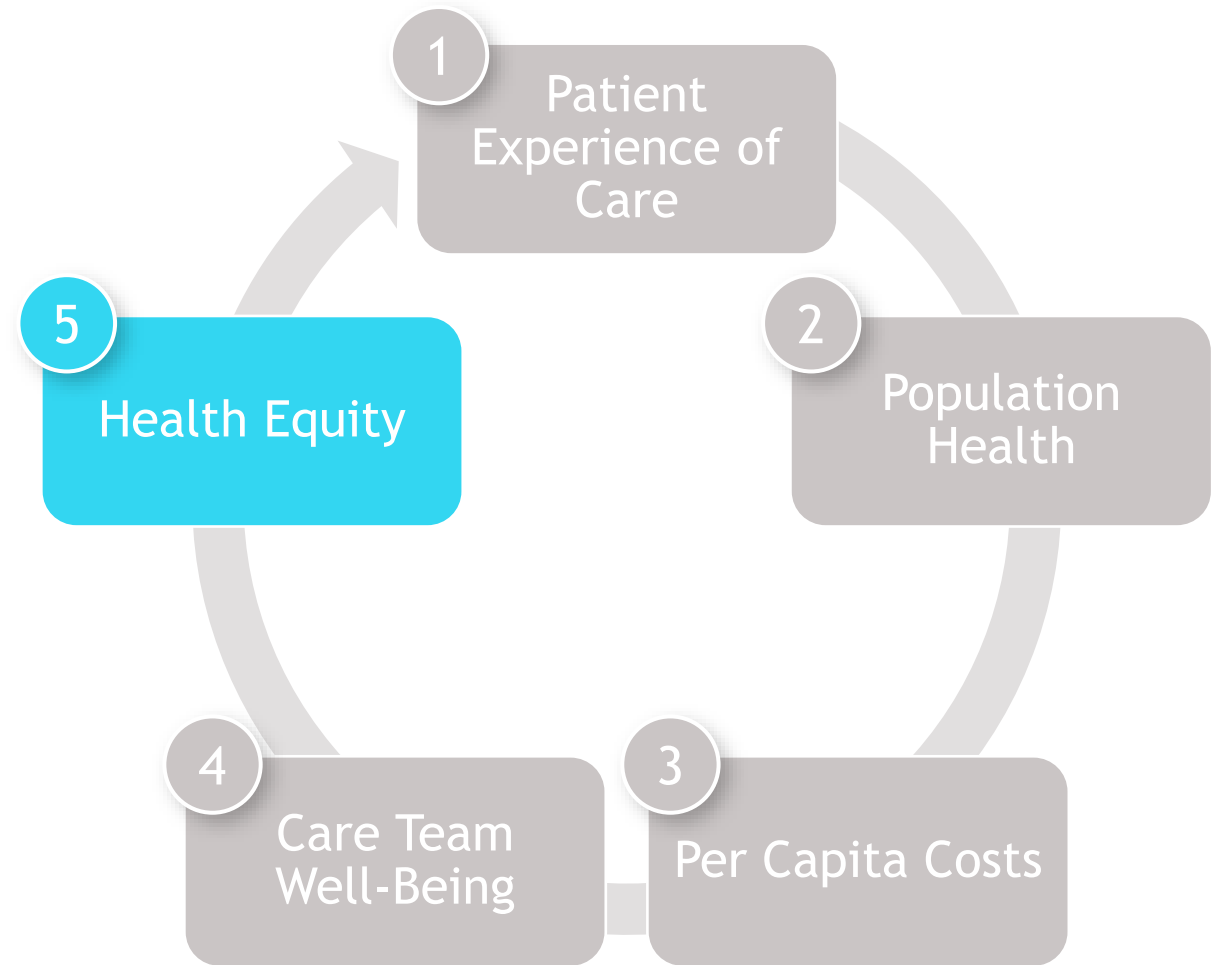 1
Patient
Experience of
Care
2
Population
Health
3
Per Capita Costs
4
Care Team
Well-Being
5
Health Equity